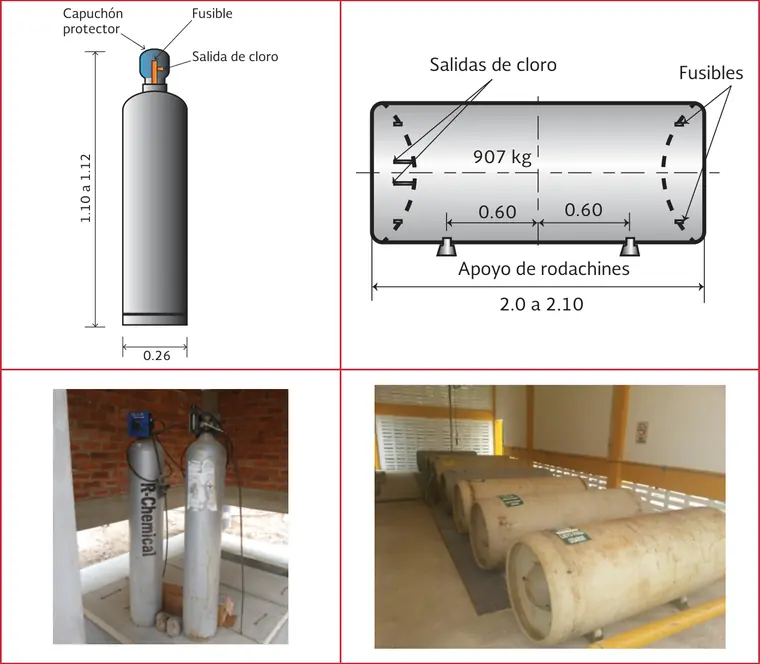 Capuchón
protector
Fusible
Salida de cloro
1.10 a 1.12
0.26
Salidas de cloro
Fusibles
907 kg
0.60
0.60
Apoyo de rodachines
2.0 a 2.10
R-Chemical